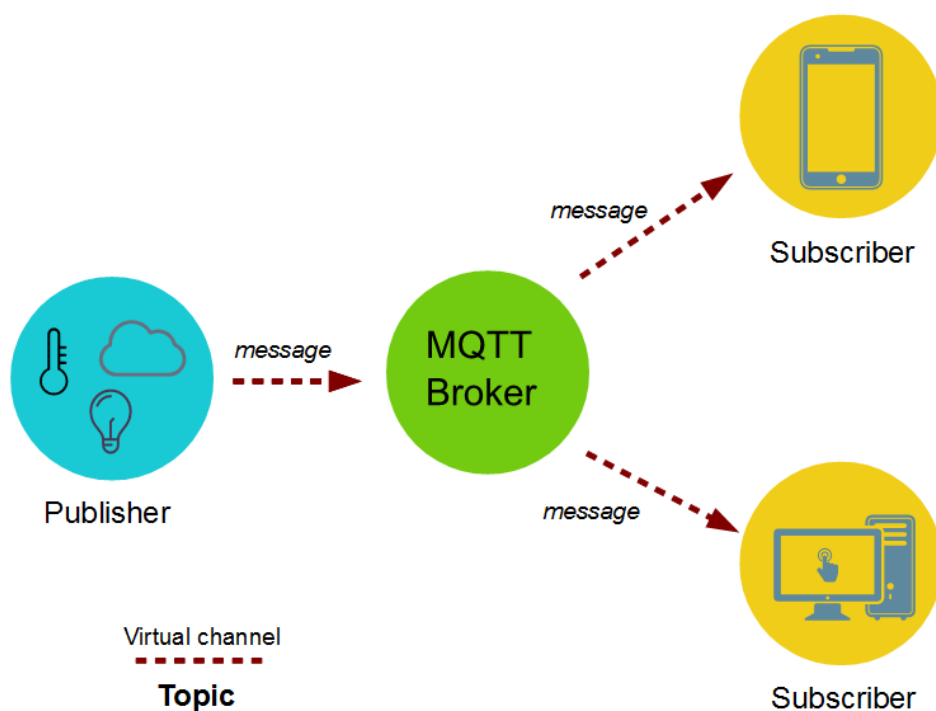 message
Subscriber
message
MQTT
Broker
Publisher
message
Virtual channel
Topic
Subscriber